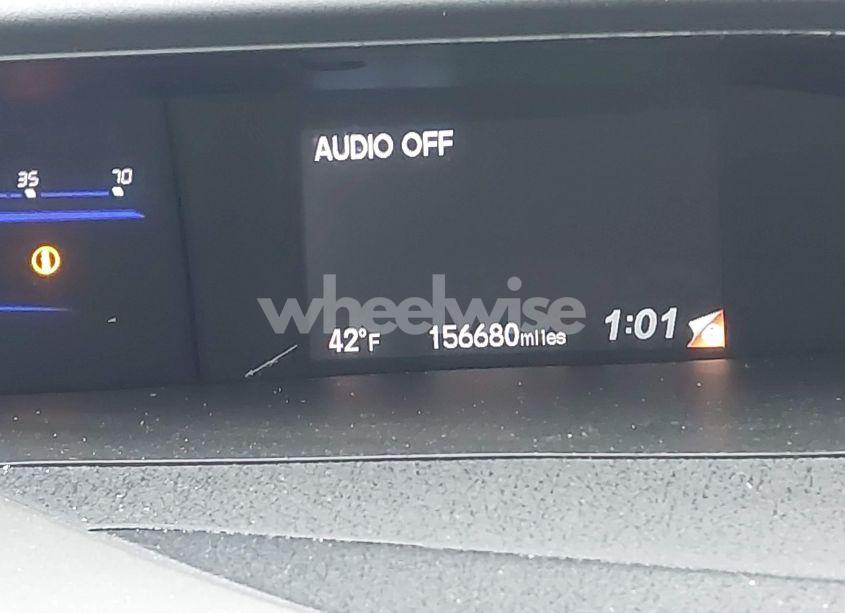 AUDIO OFF
35 70
wheelwise
42°F 156680miles 1:01